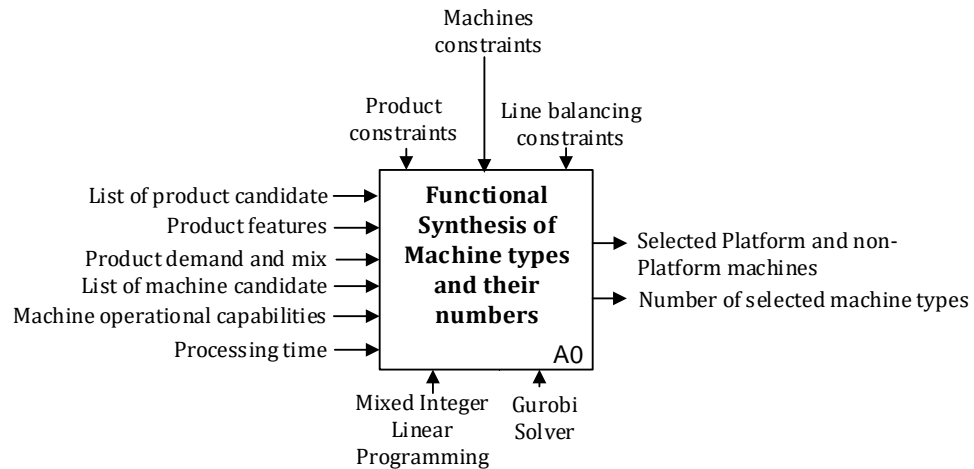 Machines
constraints
Product
constraints
Line balancing
constraints
List of product candidate
Product features
Product demand and mix
List of machine candidate
Machine operational capabilities
Processing time
Functional
Synthesis of
Machine types
and their
numbers
A0
Selected Platform and non-
Platform machines
Number of selected machine types
Mixed Integer
Linear
Programming
Gurobi
Solver